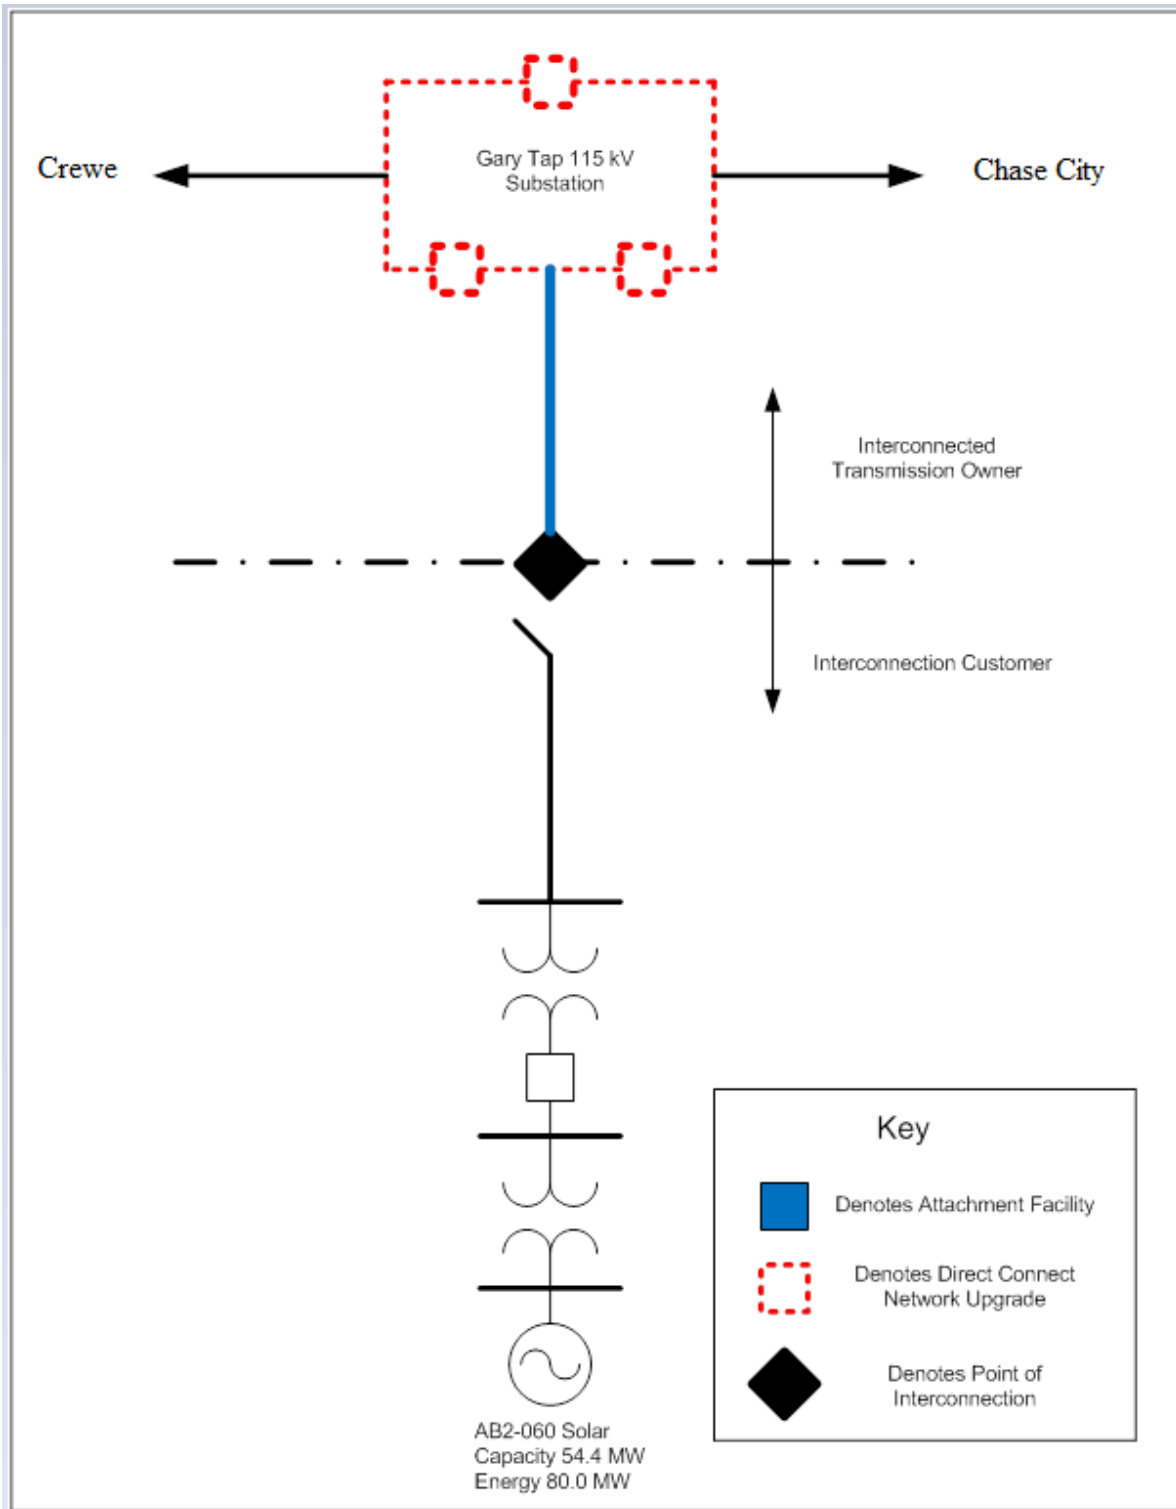 Gary Tap 115 kV
Substation
Crewe
Chase City
Interconnected
Transmission Owner
Interconnection Customer
Key
Denotes Attachment Facility
Denotes Direct Connect
Network Upgrade
Denotes Point of
Interconnection
AB2-060 Solar
Capacity 54.4 MW
Energy 80.0 MW